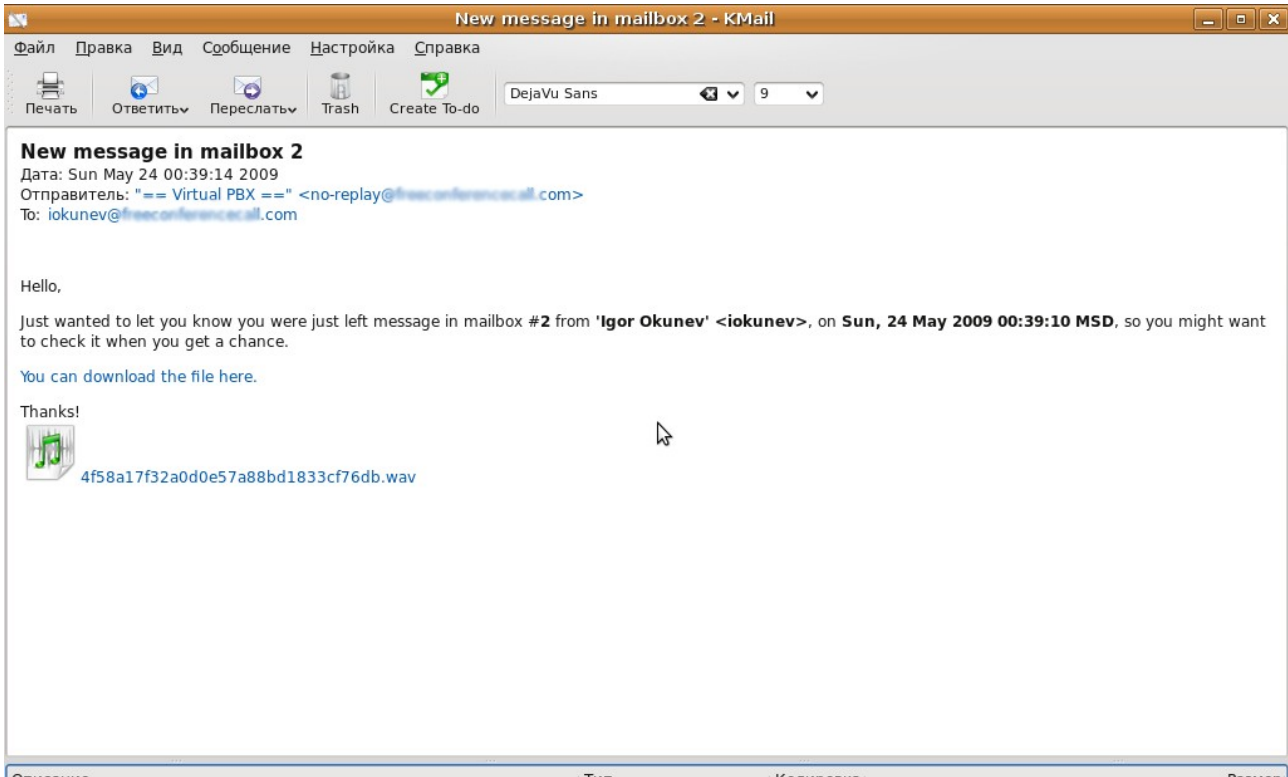 New message in mailbox 2 - KMail
Файл Правка Вид Сообщение Настройка Справка
Печать Ответить Переслать Trash Create To-do DejaVu Sans 9
New message in mailbox 2
Дата: Sun May 24 00:39:14 2009
Отправитель: "== Virtual PBX ==" <no-replay@freeconferencecall.com>
To: iokunev@freeconferencecall.com
Hello,
Just wanted to let you know you were just left message in mailbox #2 from 'Igor Okunev' <iokunev>, on Sun, 24 May 2009 00:39:10 MSD, so you might want
to check it when you get a chance.
You can download the file here.
Thanks!
4f58a17f32a0d0e57a88bd1833cf76db.wav